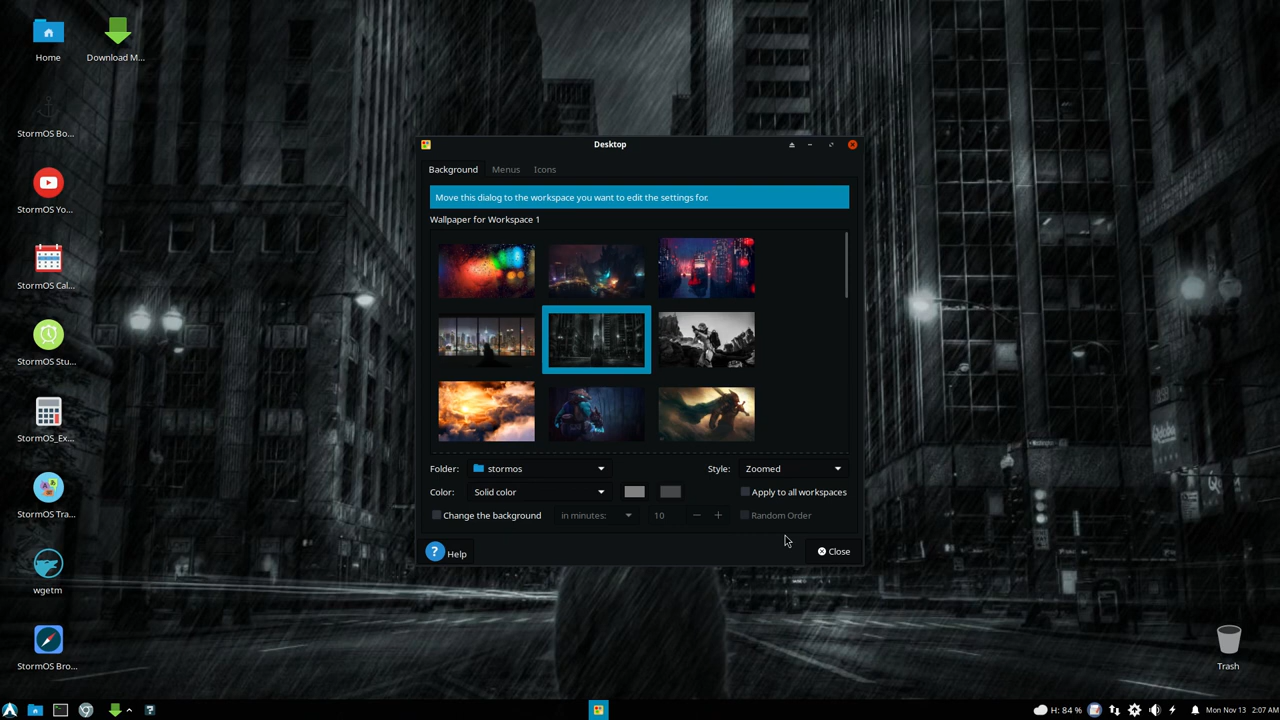 Home
Download M...
StormOS Bo...
StormOS Yo...
StormOS Cal...
StormOS Stu...
StormOS_Ex...
StormOS Tra...
wgetm
StormOS Bro...
Desktop
Background Menus Icons
Move this dialog to the workspace you want to edit the settings for.
Wallpaper for Workspace 1
Folder: stormos Style: Zoomed
Color: Solid color Apply to all workspaces
Change the background in minutes: 10 Random Order
? Help Close
Trash
H: 84 % Mon Nov 13 2:07 AM